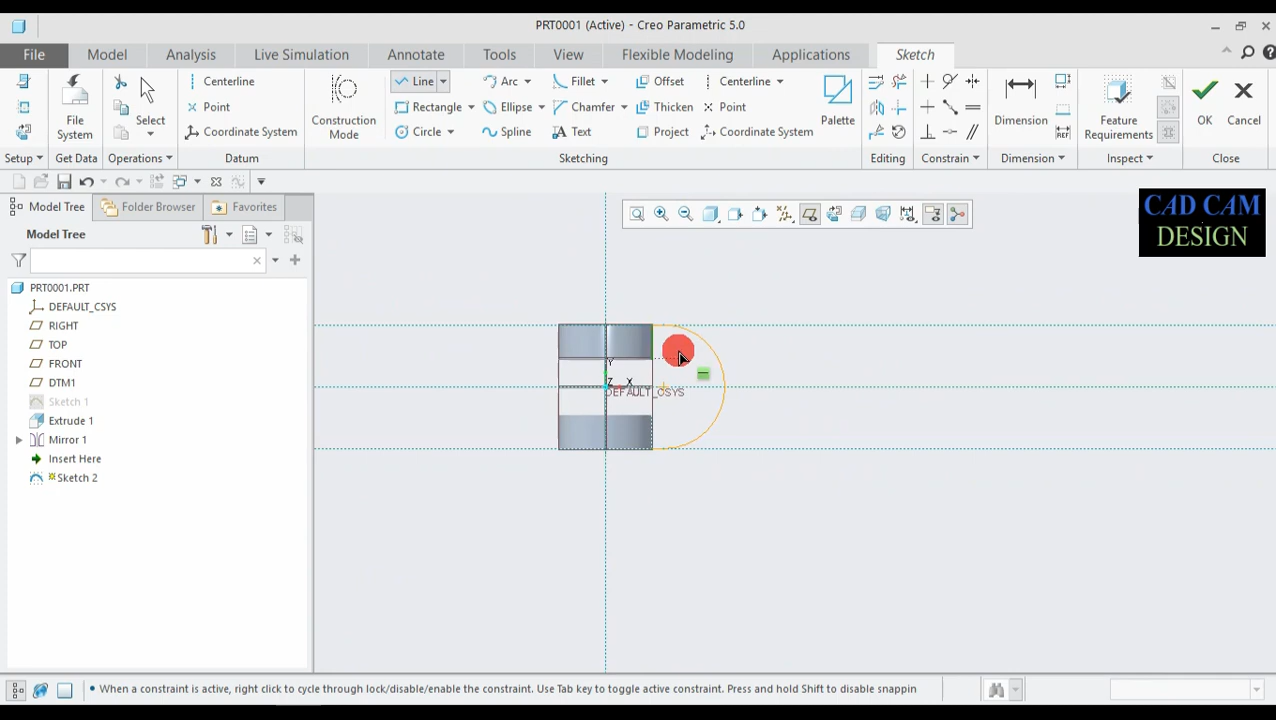 PRT0001 (Active) - Creo Parametric 5.0
File Model Analysis Live Simulation Annotate Tools View Flexible Modeling Applications Sketch
Centerline Line Arc Fillet Offset Centerline
File System Select Point Construction Mode Rectangle Ellipse Chamfer Thicken Point Palette Dimension Feature Requirements OK Cancel
Coordinate System Circle Spline Text Project Coordinate System
Setup Get Data Operations Datum Sketching Editing Constrain Dimension Inspect Close
Model Tree Folder Browser Favorites
CAD CAM
DESIGN
Model Tree
PRT0001.PRT
DEFAULT_CSYS
RIGHT
TOP
FRONT
DTM1
Sketch 1
Extrude 1
Mirror 1
Insert Here
Sketch 2
Y
Z X
DEFAULT_CSYS
• When a constraint is active, right click to cycle through lock/disable/enable the constraint. Use Tab key to toggle active constraint. Press and hold Shift to disable snappin